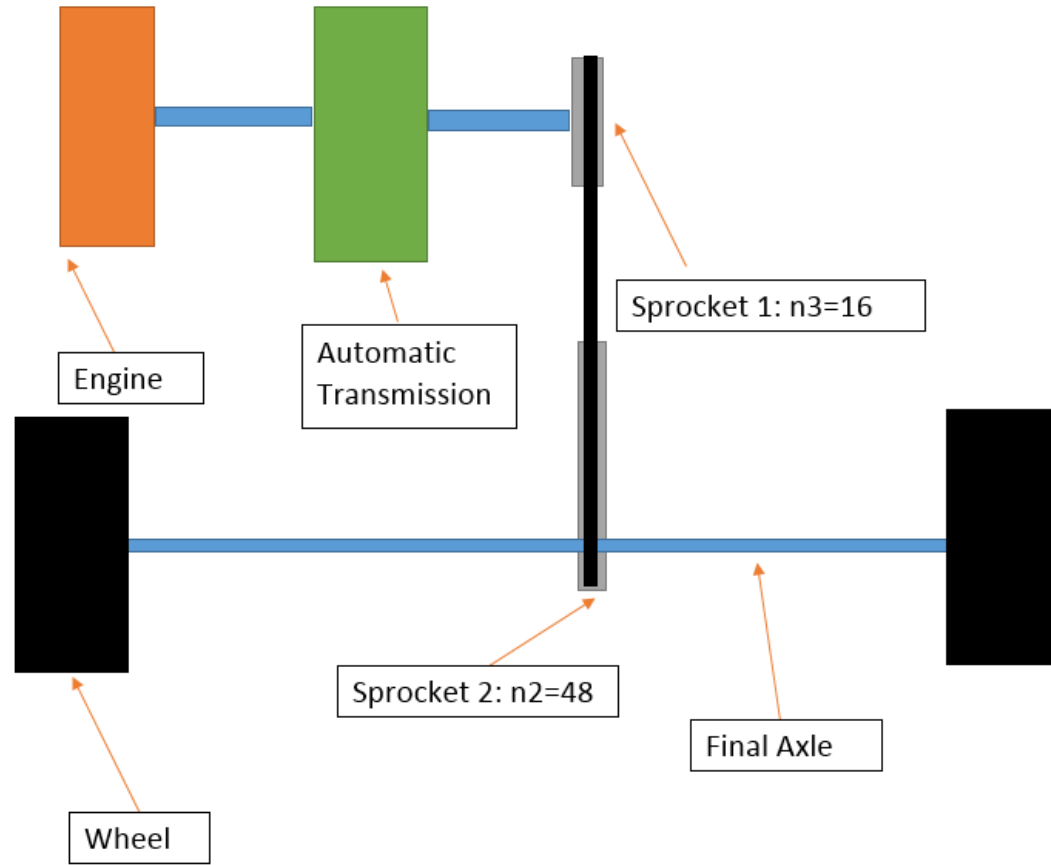 Sprocket 1: n3=16
Engine
Automatic
Transmission
Sprocket 2: n2=48
Final Axle
Wheel